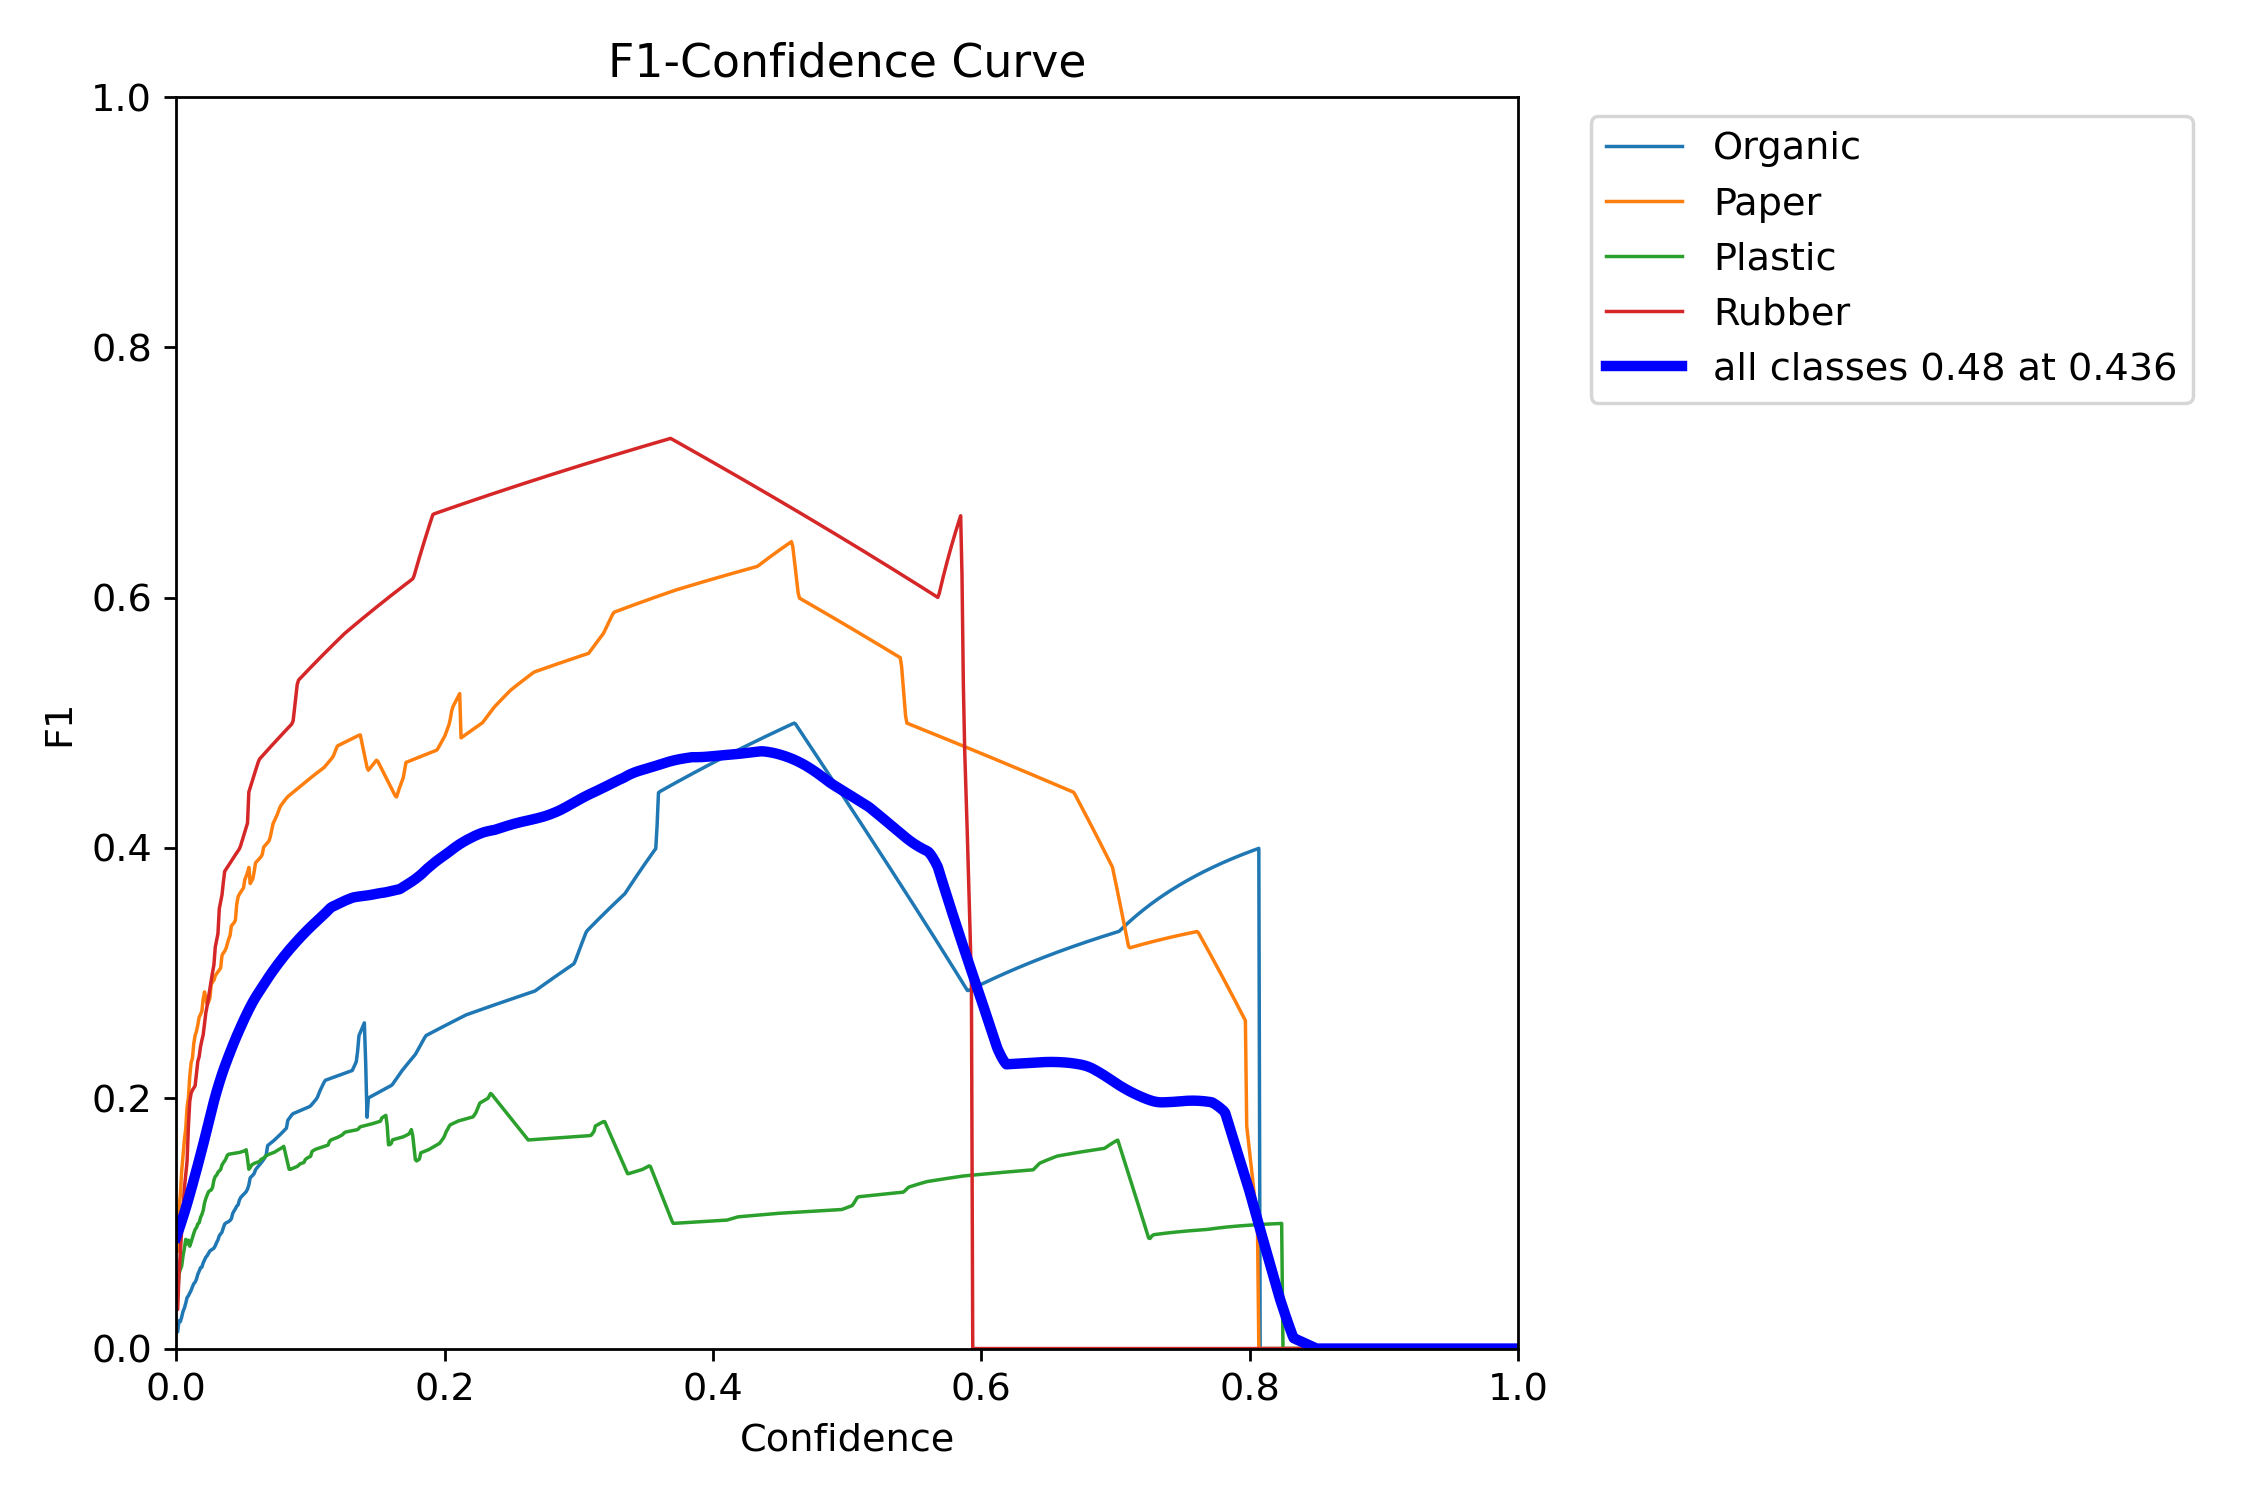 F1-Confidence Curve
1.0
0.8
0.6
0.4
0.2
0.0
F1
0.0 0.2 0.4 0.6 0.8 1.0
Confidence
Organic
Paper
Plastic
Rubber
all classes 0.48 at 0.436